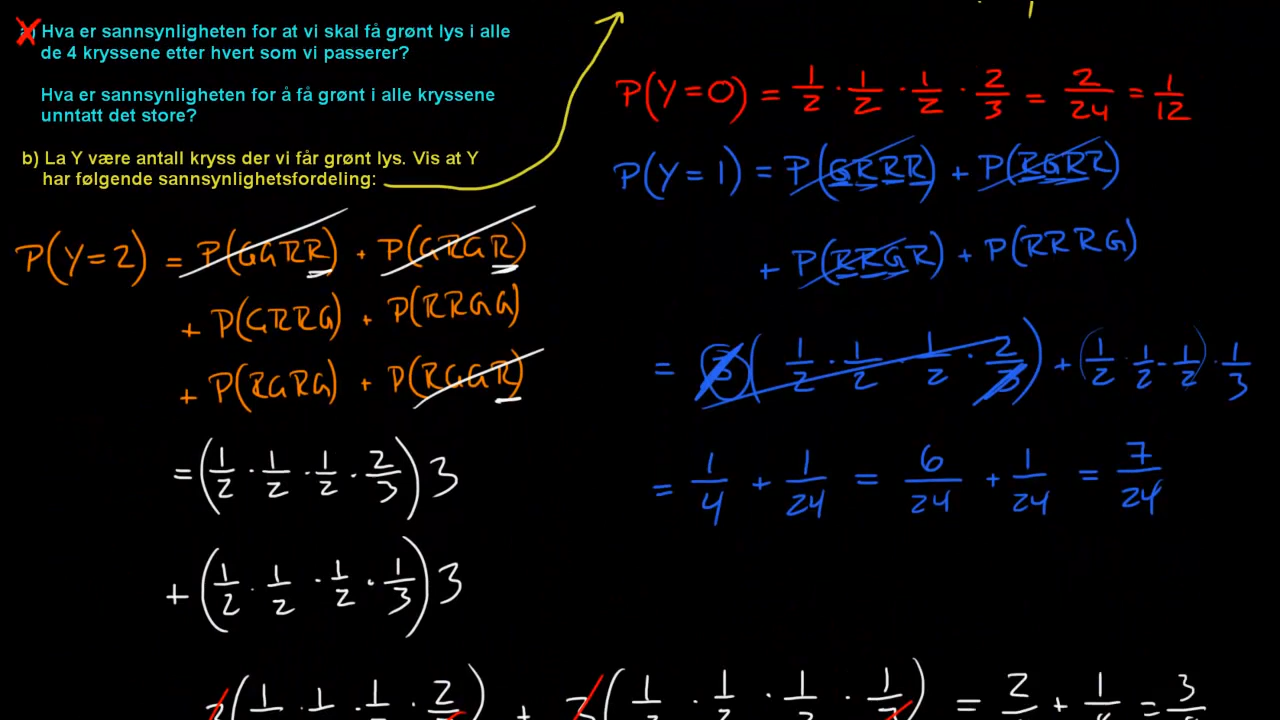 a) Hva er sannsynligheten for at vi skal få grønt lys i alle
de 4 kryssene etter hvert som vi passerer?
Hva er sannsynligheten for å få grønt i alle kryssene
unntatt det store?
b) La Y være antall kryss der vi får grønt lys. Vis at Y
har følgende sannsynlighetsfordeling:
P(Y=2) = P(GGRR) + P(GRGR)
+ P(GRRG) + P(RRGG)
+ P(RGRG) + P(RGGR)
= (1/2 · 1/2 · 1/2 · 2/3) 3
+ (1/2 · 1/2 · 1/2 · 1/3) 3
P(Y=0) = 1/2 · 1/2 · 1/2 · 2/3 = 2/24 = 1/12
P(Y=1) = P(GRRR) + P(RGRR)
+ P(RRGR) + P(RRRG)
= 3(1/2 · 1/2 · 1/2 · 2/3) + (1/2 · 1/2 · 1/2) · 1/3
= 1/4 + 1/24 = 6/24 + 1/24 = 7/24